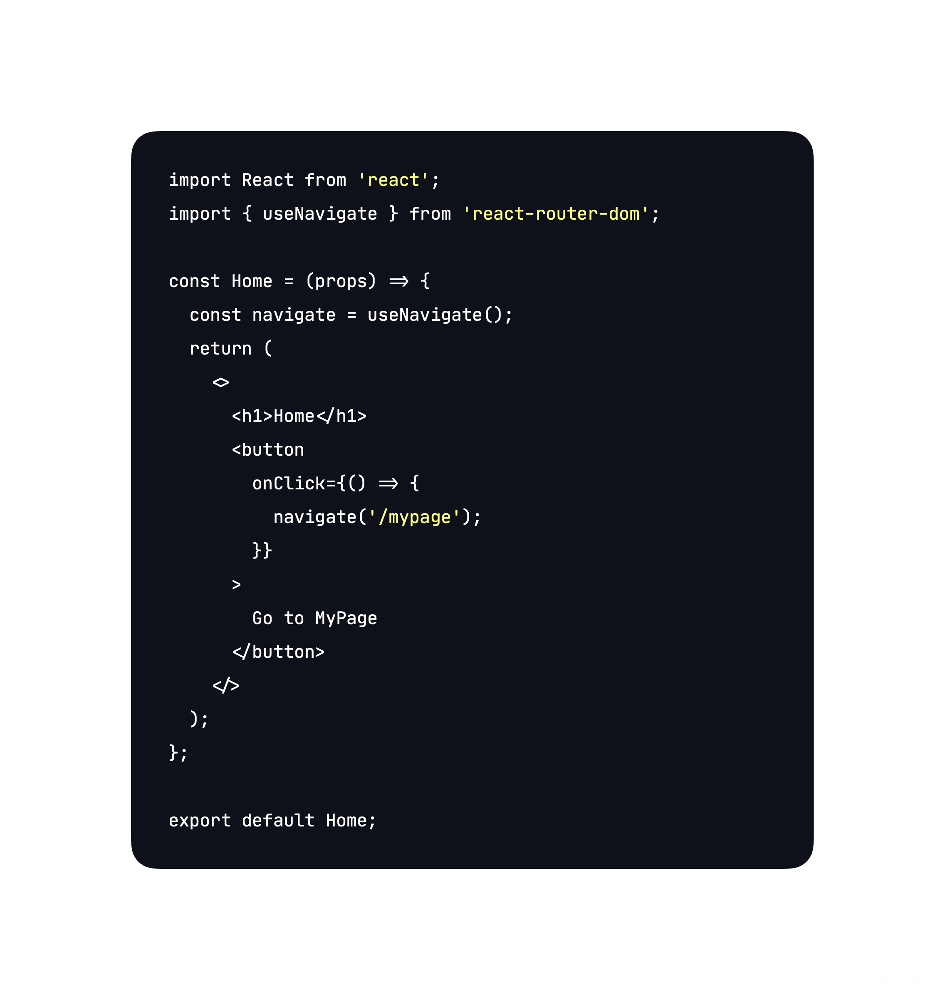 import React from 'react';
import { useNavigate } from 'react-router-dom';

const Home = (props) => {
  const navigate = useNavigate();
  return (
    <>
      <h1>Home</h1>
      <button
        onClick={() => {
          navigate('/mypage');
        }}
      >
        Go to MyPage
      </button>
    </>
  );
};

export default Home;